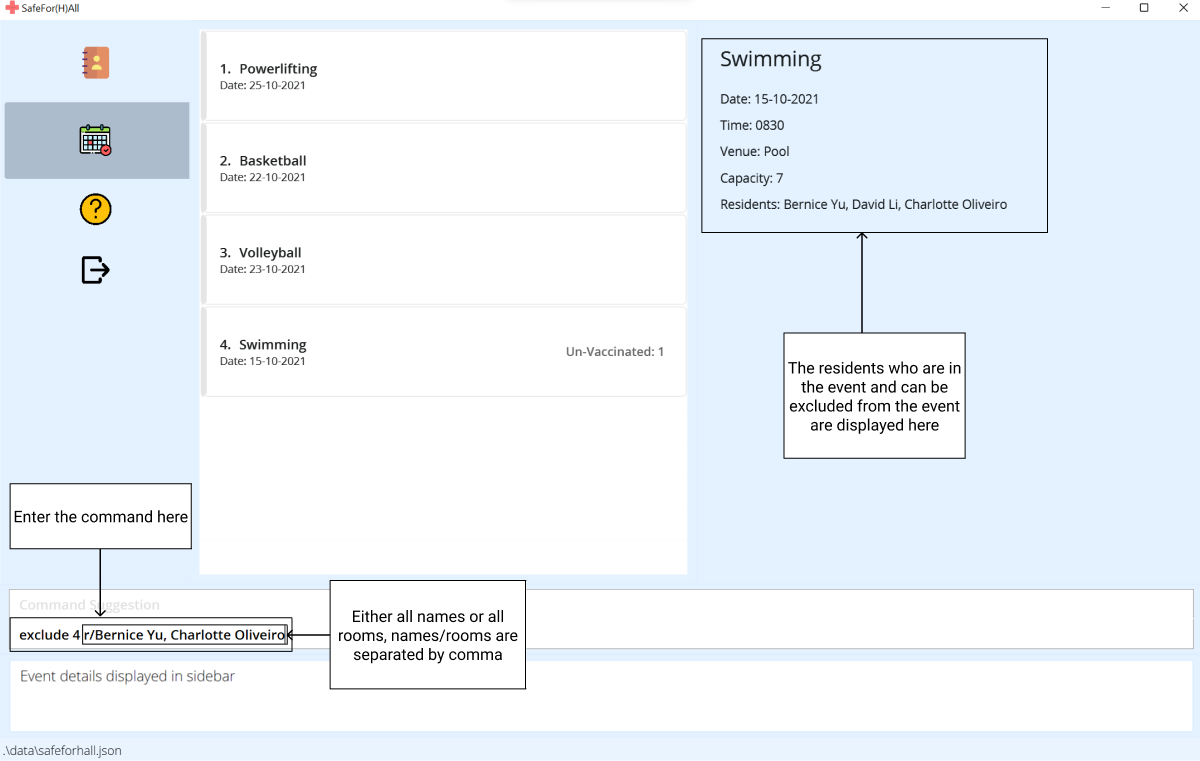 SafeFor(H)All
1. Powerlifting
Date: 25-10-2021
2. Basketball
Date: 22-10-2021
3. Volleyball
Date: 23-10-2021
4. Swimming
Date: 15-10-2021
Un-Vaccinated: 1
Swimming
Date: 15-10-2021
Time: 0830
Venue: Pool
Capacity: 7
Residents: Bernice Yu, David Li, Charlotte Oliveiro
The residents who are in
the event and can be
excluded from the event
are displayed here
Enter the command here
Command Suggestion
exclude 4 r/Bernice Yu, Charlotte Oliveiro
Either all names or all
rooms, names/rooms are
separated by comma
Event details displayed in sidebar
.\data\safeforhall.json